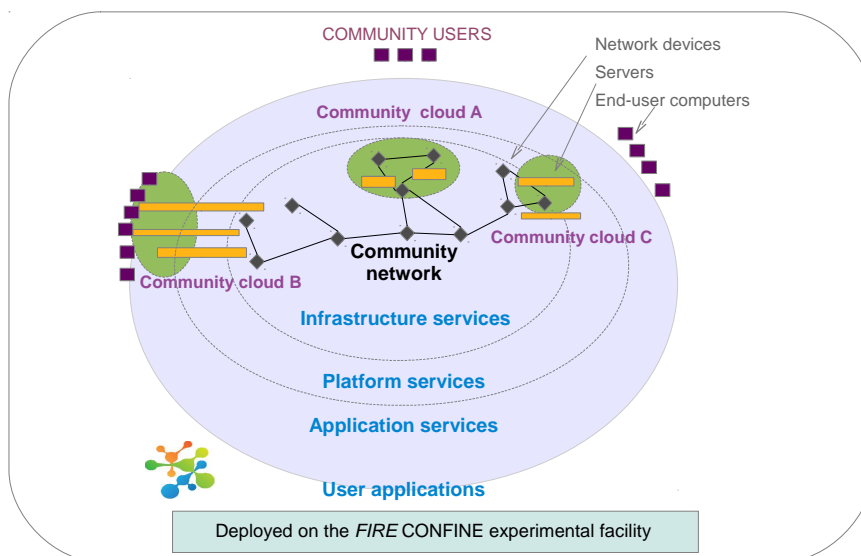 COMMUNITY USERS
Network devices
Servers
End-user computers
Community cloud A
Community cloud C
Community
network
Community cloud B
Infrastructure services
Platform services
Application services
User applications
Deployed on the FIRE CONFINE experimental facility